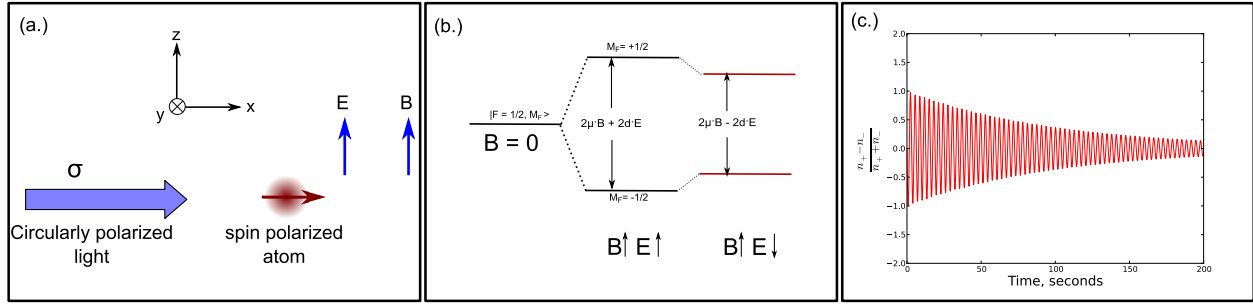 (a.)
z
y
x
E
B
σ
Circularly polarized
light
spin polarized
atom
(b.)
M_F= +1/2
|F = 1/2, M_F >
B = 0
2μ·B + 2d·E
2μ·B - 2d·E
M_F= -1/2
B E
B E
(c.)
2.0
1.5
1.0
0.5
0.0
−0.5
−1.0
−1.5
−2.0
n₊−n₋
n₊+n₋
0
50
100
150
200
Time, seconds